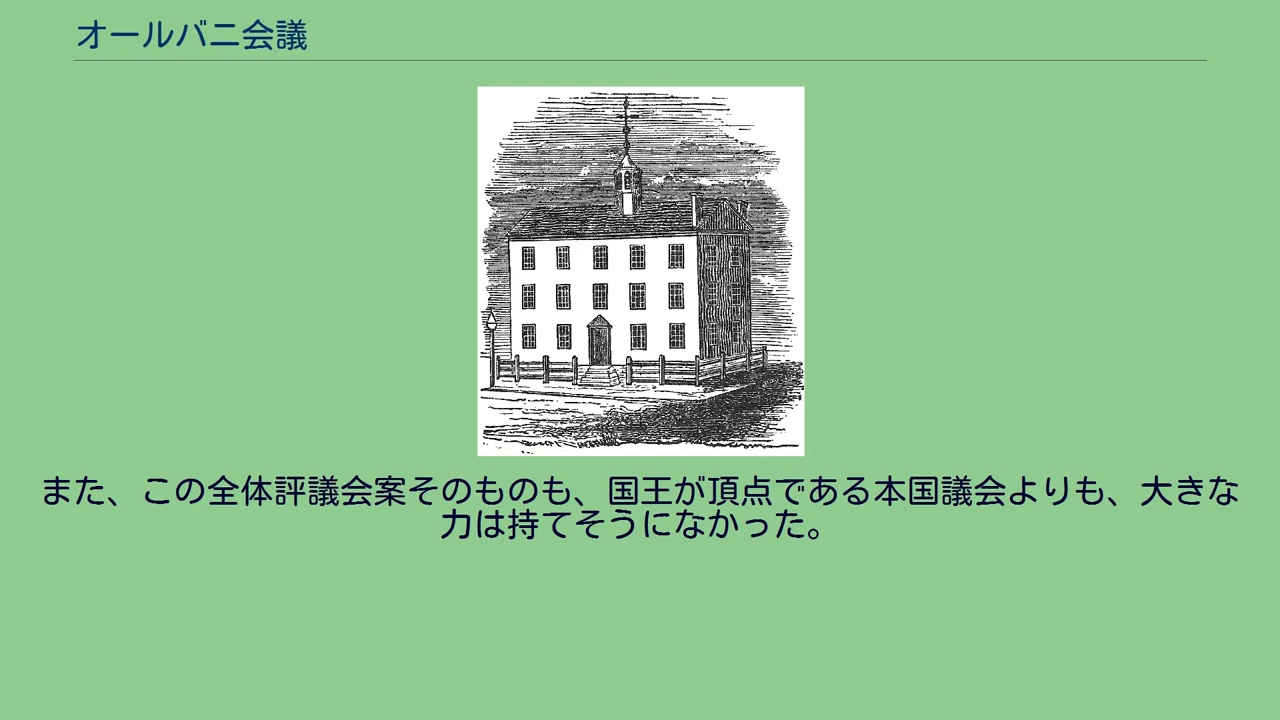 オールバニ会議
また、この全体評議会案そのものも、国王が頂点である本国議会よりも、大きな
力は持てそうになかった。